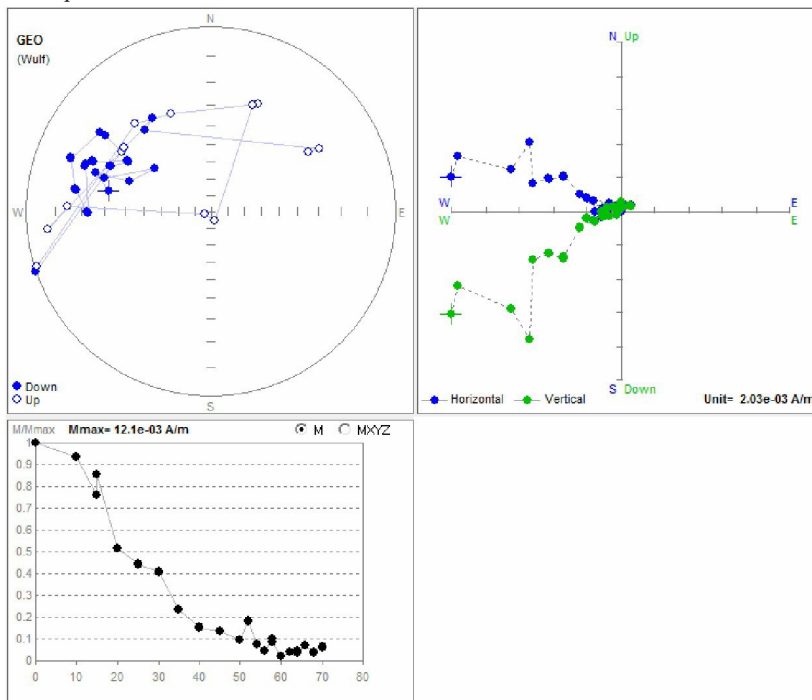 N
GEO
(Wulf)
W
E
S
Down
Up
N Up
W E
W E
S Down
Horizontal Vertical Unit= 2.03e-03 A/m
M/Mmax Mmax= 12.1e-03 A/m M MXYZ
1
0.9
0.8
0.7
0.6
0.5
0.4
0.3
0.2
0.1
0
0 10 20 30 40 50 60 70 80